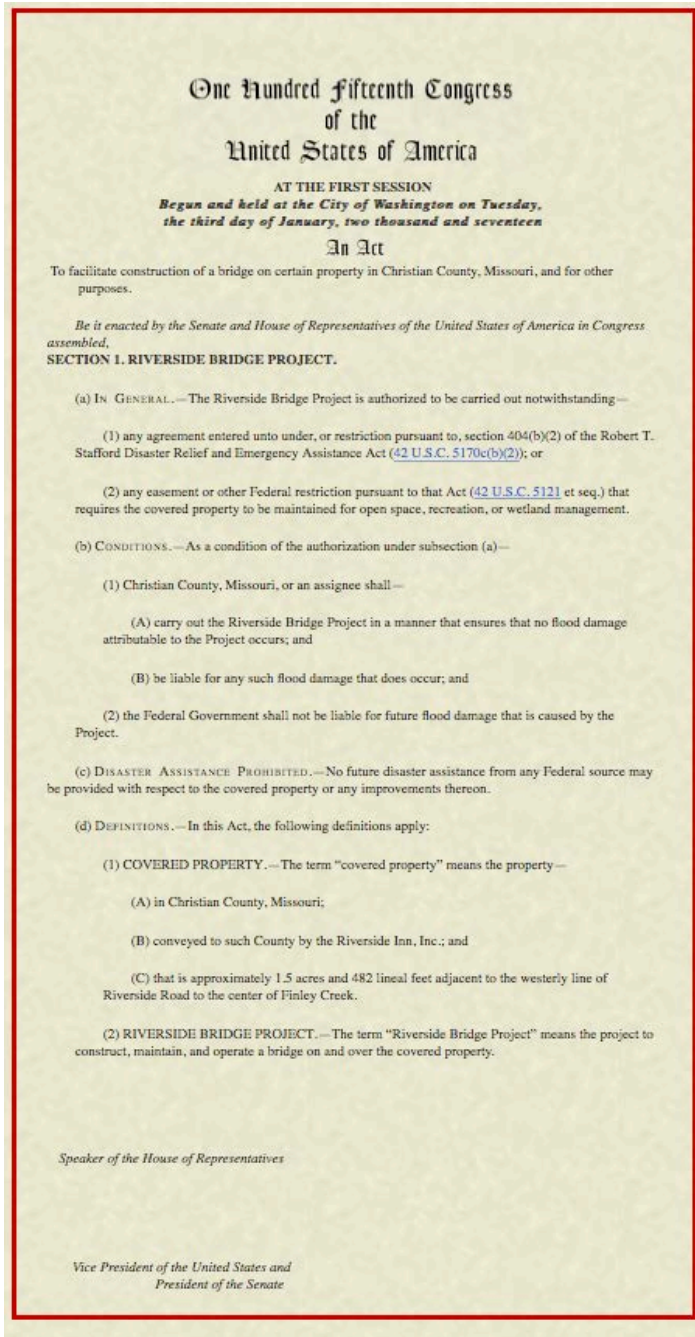 One Hundred Fifteenth Congress
of the
United States of America
AT THE FIRST SESSION
Begun and held at the City of Washington on Tuesday,
the third day of January, two thousand and seventeen
An Act
To facilitate construction of a bridge on certain property in Christian County, Missouri, and for other
purposes.
Be it enacted by the Senate and House of Representatives of the United States of America in Congress
assembled,
SECTION 1. RIVERSIDE BRIDGE PROJECT.
(a) IN GENERAL.—The Riverside Bridge Project is authorized to be carried out notwithstanding—
(1) any agreement entered unto under, or restriction pursuant to, section 404(b)(2) of the Robert T.
Stafford Disaster Relief and Emergency Assistance Act (42 U.S.C. 5170c(b)(2)); or
(2) any easement or other Federal restriction pursuant to that Act (42 U.S.C. 5121 et seq.) that
requires the covered property to be maintained for open space, recreation, or wetland management.
(b) CONDITIONS.—As a condition of the authorization under subsection (a)—
(1) Christian County, Missouri, or an assignee shall—
(A) carry out the Riverside Bridge Project in a manner that ensures that no flood damage
attributable to the Project occurs; and
(B) be liable for any such flood damage that does occur; and
(2) the Federal Government shall not be liable for future flood damage that is caused by the
Project.
(c) DISASTER ASSISTANCE PROHIBITED.—No future disaster assistance from any Federal source may
be provided with respect to the covered property or any improvements thereon.
(d) DEFINITIONS.—In this Act, the following definitions apply:
(1) COVERED PROPERTY.—The term “covered property” means the property—
(A) in Christian County, Missouri;
(B) conveyed to such County by the Riverside Inn, Inc.; and
(C) that is approximately 1.5 acres and 482 lineal feet adjacent to the westerly line of
Riverside Road to the center of Finley Creek.
(2) RIVERSIDE BRIDGE PROJECT.—The term “Riverside Bridge Project” means the project to
construct, maintain, and operate a bridge on and over the covered property.
Speaker of the House of Representatives
Vice President of the United States and
President of the Senate